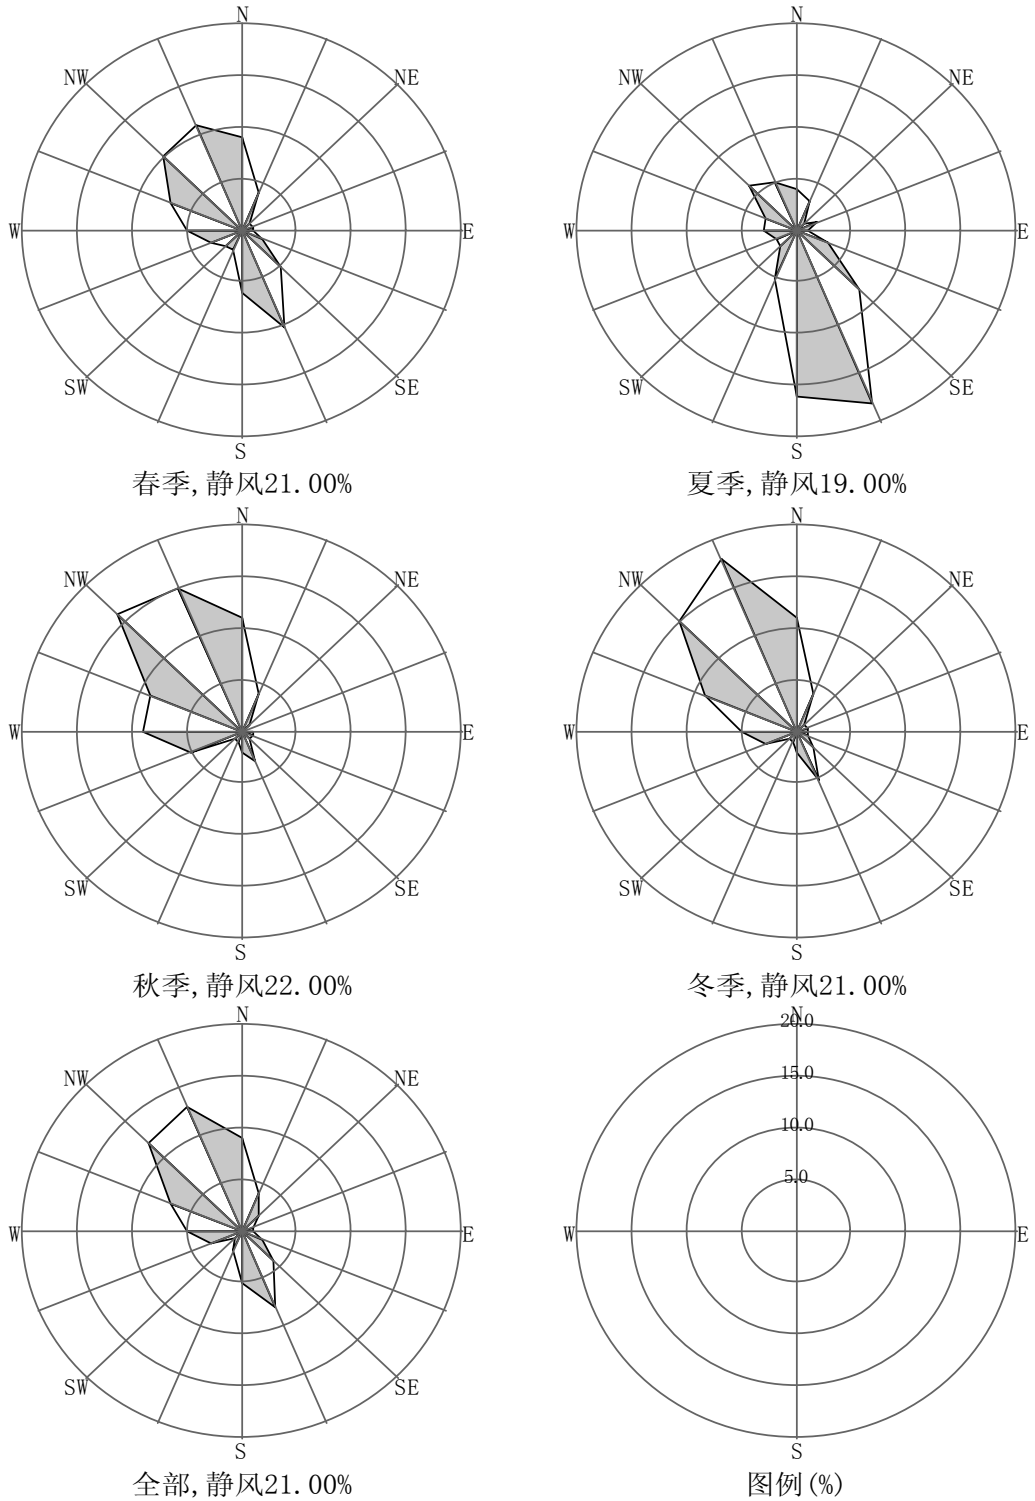 N N
NW NE NW NE
W E W E
SW SE SW SE
S S
春季,静风21.00% 夏季,静风19.00%
N N
NW NE NW NE
W E W E
SW SE SW SE
S S
秋季,静风22.00% 冬季,静风21.00%
N N
20.0
NW NE 15.0
10.0
5.0
W E W E
SW SE
S S
全部,静风21.00% 图例(%)